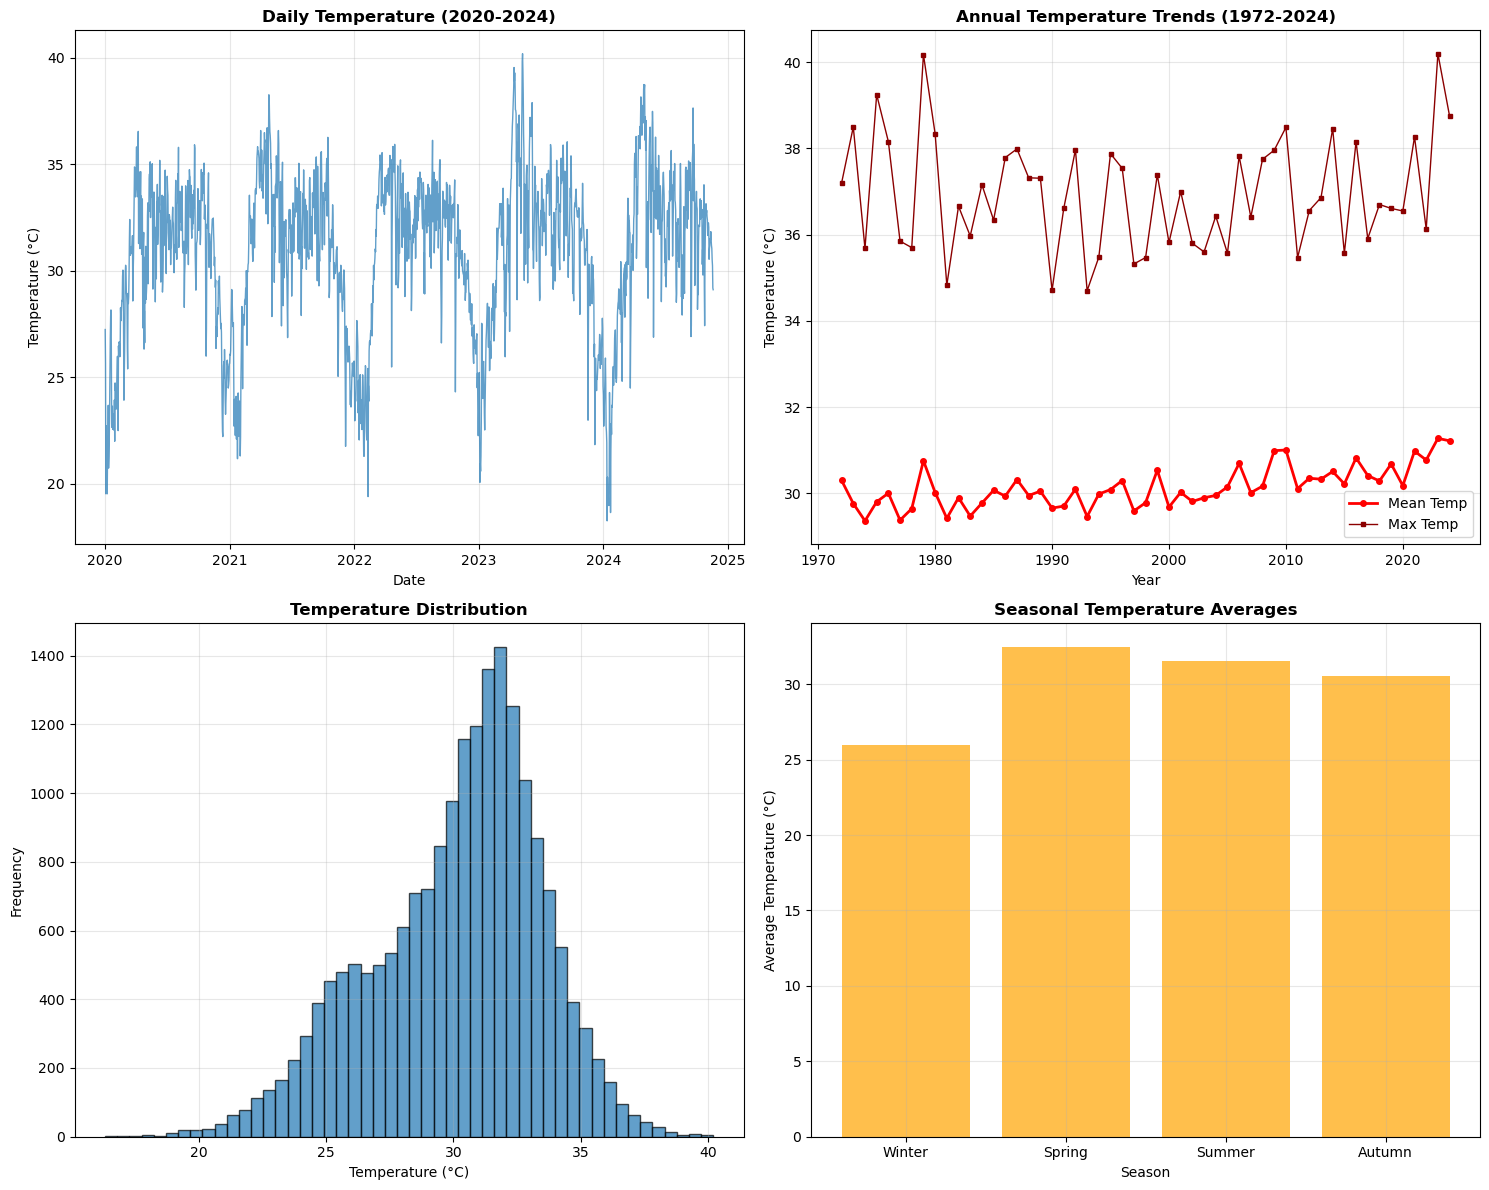 Daily Temperature (2020-2024)
Temperature (°C)
40
35
30
25
20
2020
2021
2022
2023
2024
2025
Date
Annual Temperature Trends (1972-2024)
Temperature (°C)
40
38
36
34
32
30
Mean Temp
Max Temp
1970
1980
1990
2000
2010
2020
Year
Temperature Distribution
Frequency
1400
1200
1000
800
600
400
200
0
20
25
30
35
40
Temperature (°C)
Seasonal Temperature Averages
Average Temperature (°C)
30
25
20
15
10
5
0
Winter
Spring
Summer
Autumn
Season